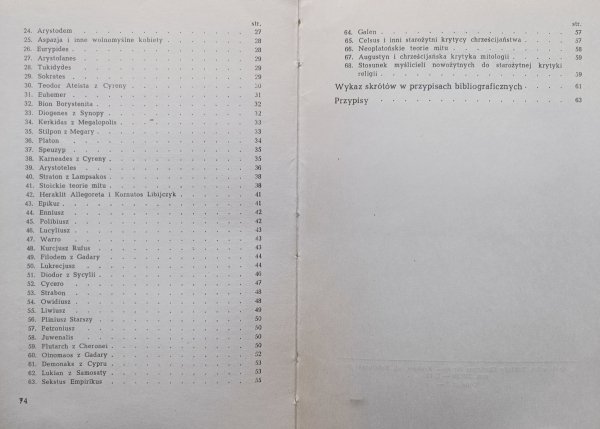 str.
24. Arystodem 27
25. Aspazja i inne wolnomyślne kobiety 28
26. Eurypides 28
27. Arystofanes 28
28. Tukidydes 29
29. Sokrates 29
30. Teodor Ateista z Cyreny 30
31. Euhemer 31
32. Bion Borystenita 32
33. Diogenes z Synopy 32
34. Kerkidas z Megalopolis 33
35. Stilpon z Megary 33
36. Platon 34
37. Speuzyp 35
38. Karneades z Cyreny 35
39. Arystoteles 36
40. Straton z Lampsakos 38
41. Stoickie teorie mitu 38
42. Heraklit Allegoreta i Kornutos Libijczyk 41
43. Epikur 41
44. Enniusz 42
45. Polibiusz 42
46. Lucyliusz 43
47. Warro 43
48. Kurcjusz Rufus 43
49. Filodem z Gadary 44
50. Lukrecjusz 44
51. Diodor z Sycylii 46
52. Cycero 47
53. Strabon 48
54. Owidiusz 48
55. Liwiusz 49
56. Pliniusz Starszy 50
57. Petroniusz 50
58. Juwenalis 50
59. Plutarch z Cheronei 50
60. Oinomaos z Gadary 52
61. Demonaks z Cypru 53
62. Lukian z Samosaty 53
63. Sekstus Empirikus 55
74
str.
64. Galen 57
65. Celsus i inni starożytni krytycy chrześcijaństwa 57
66. Neoplatońskie teorie mitu 58
67. Augustyn i chrześcijańska krytyka mitologii 59
68. Stosunek myślicieli nowożytnych do starożytnej krytyki
religii 59
Wykaz skrótów w przypisach bibliograficznych 61
Przypisy 63